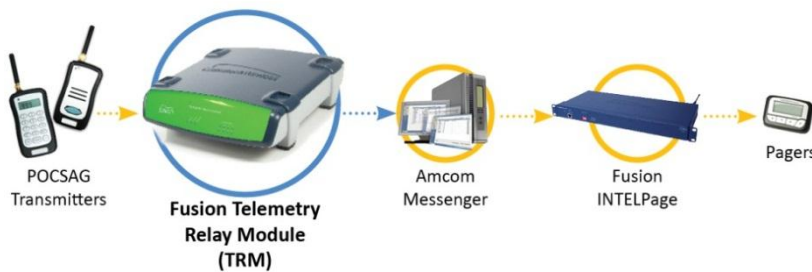 POCSAG
Transmitters
Fusion Telemetry
Relay Module
(TRM)
Amcom
Messenger
Fusion
INTELPage
Pagers